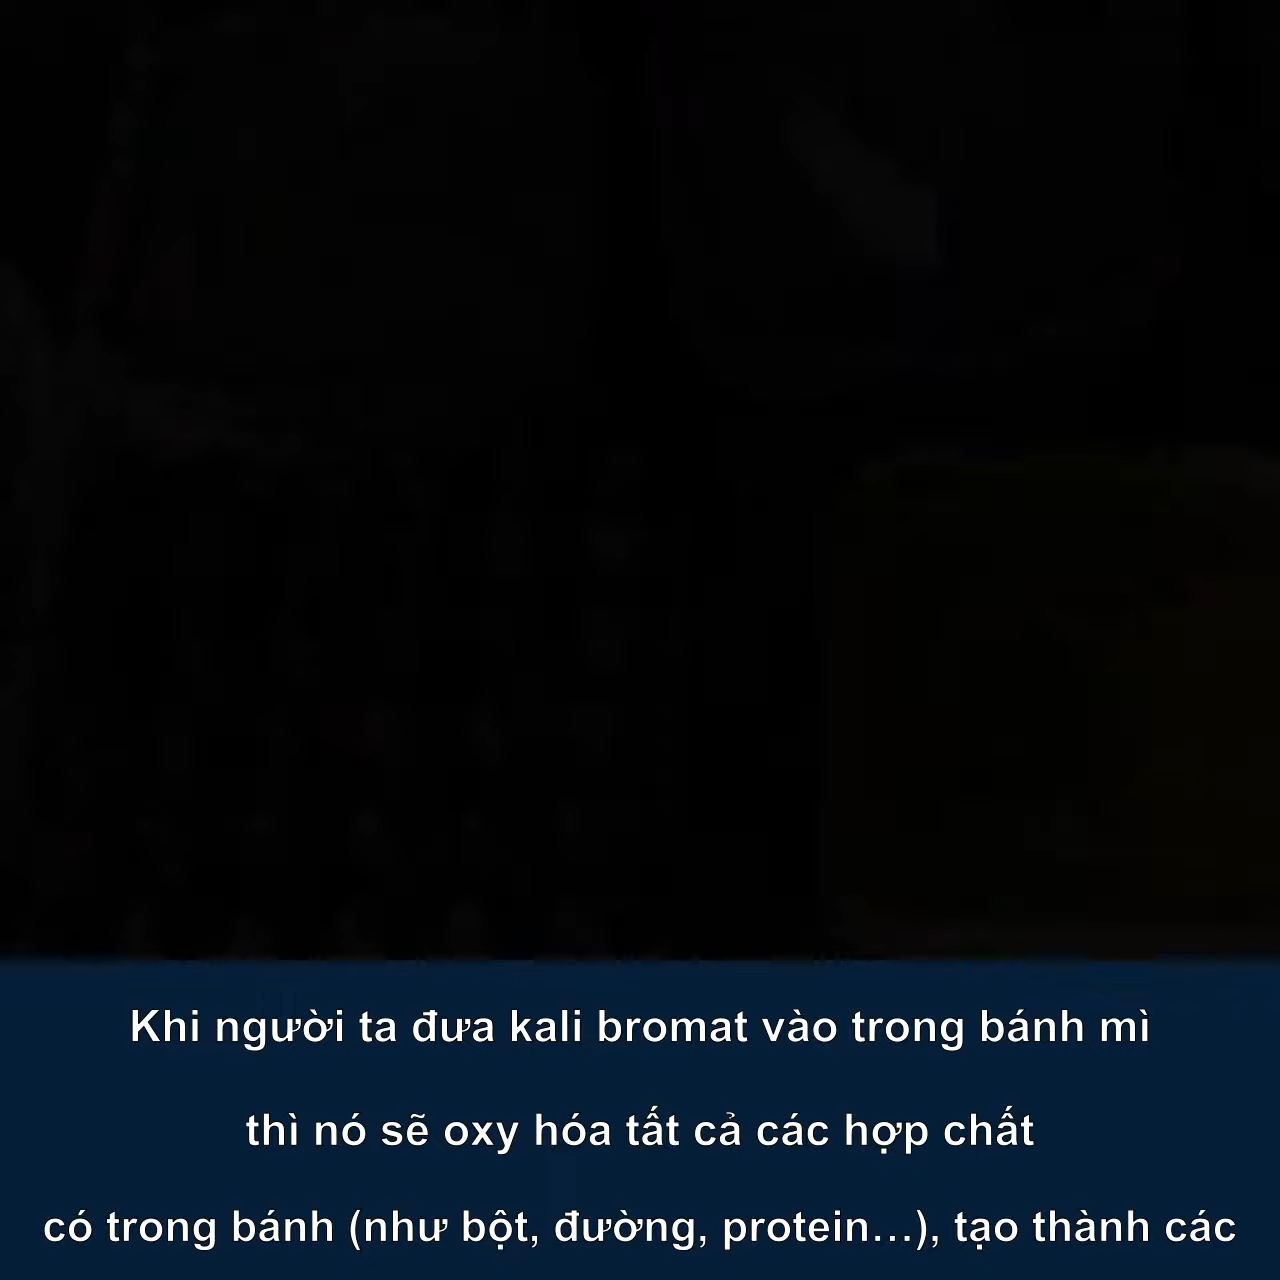 Khi người ta đưa kali bromat vào trong bánh mì
thì nó sẽ oxy hóa tất cả các hợp chất
có trong bánh (như bột, đường, protein...), tạo thành các